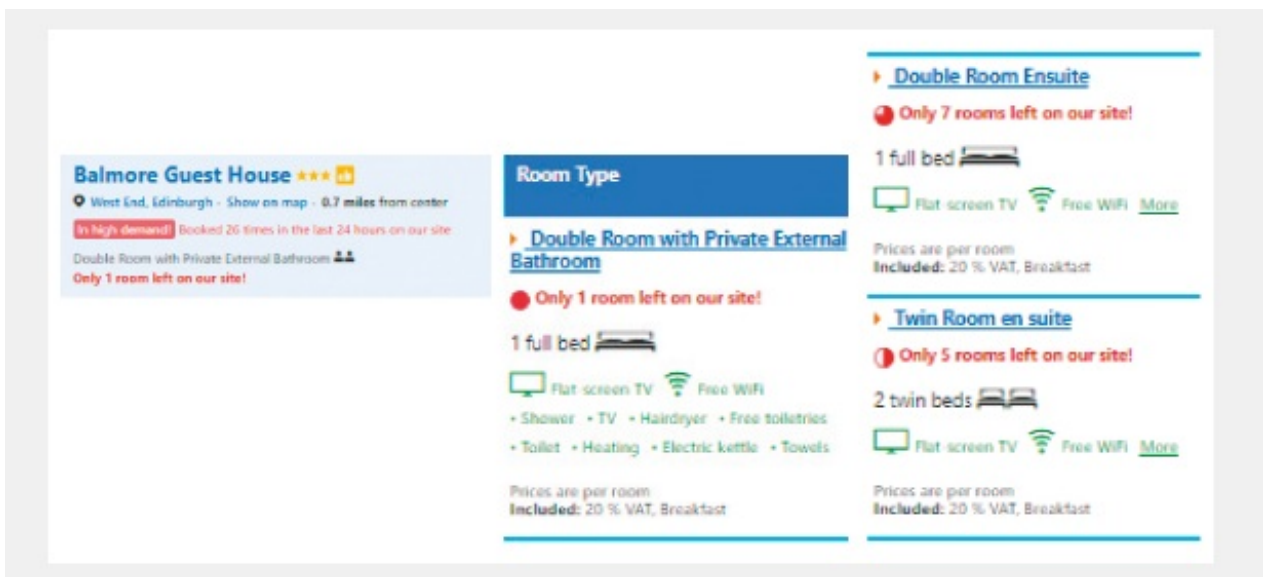 Balmore Guest House
West End, Edinburgh - Show on map - 0.7 miles from center
In high demand! Booked 26 times in the last 24 hours on our site
Double Room with Private External Bathroom
Only 1 room left on our site!
Room Type
Double Room with Private External
Bathroom
Only 1 room left on our site!
1 full bed
Flat-screen TV Free WiFi
• Shower • TV • Hairdryer • Free toiletries
• Toilet • Heating • Electric kettle • Towels
Prices are per room
Included: 20 % VAT, Breakfast
Double Room Ensuite
Only 7 rooms left on our site!
1 full bed
Flat-screen TV Free WiFi More
Prices are per room
Included: 20 % VAT, Breakfast
Twin Room en suite
Only 5 rooms left on our site!
2 twin beds
Flat-screen TV Free WiFi More
Prices are per room
Included: 20 % VAT, Breakfast